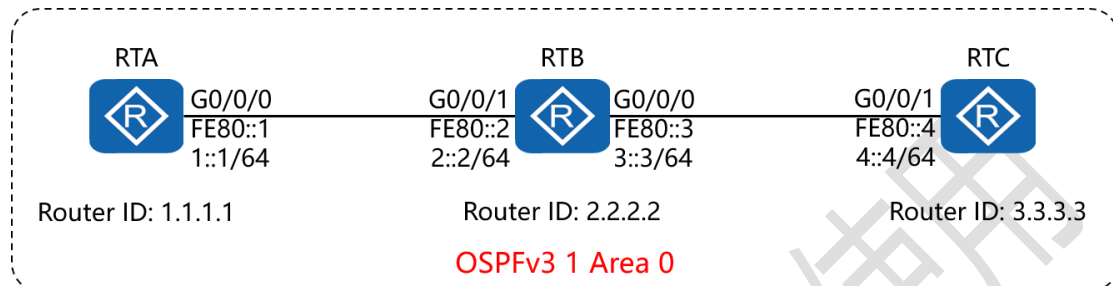 RTA
RTB
RTC
G0/0/0
G0/0/1
G0/0/0
G0/0/1
FE80::1
FE80::2
FE80::3
FE80::4
1::1/64
2::2/64
3::3/64
4::4/64
Router ID: 1.1.1.1
Router ID: 2.2.2.2
Router ID: 3.3.3.3
OSPFv3 1 Area 0
R
R
R
使用